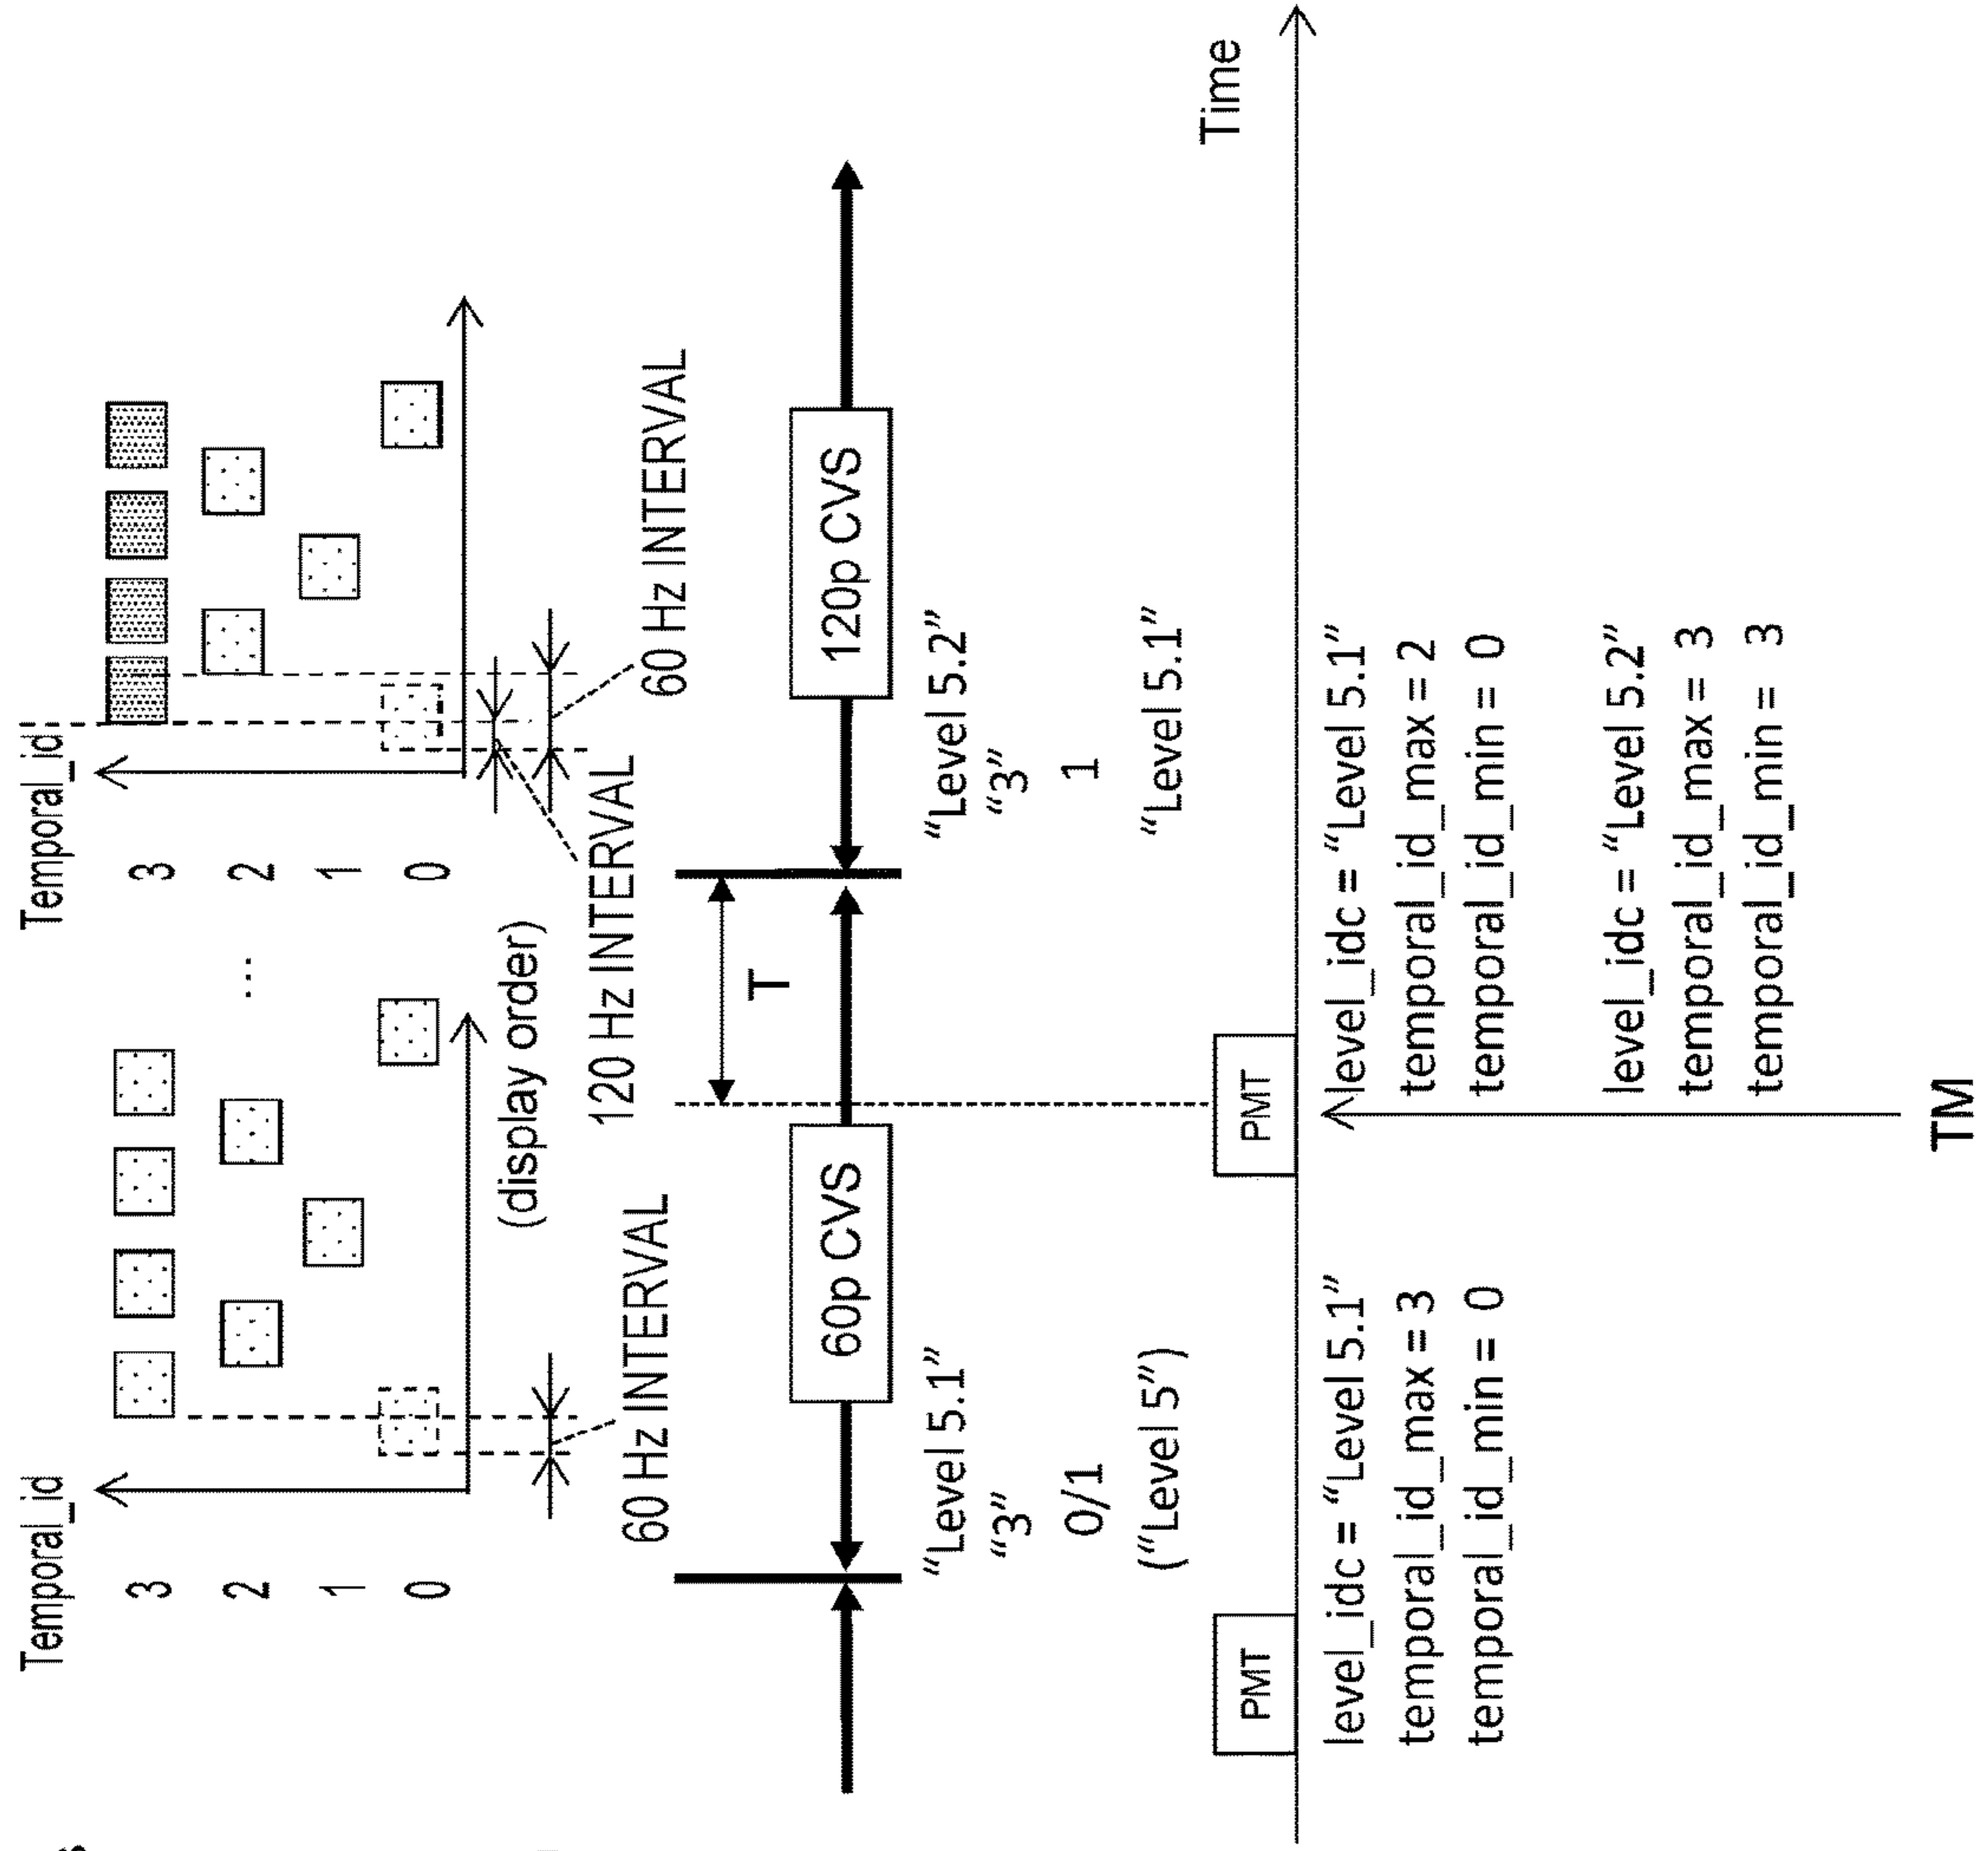 Temporal_id
3
2
1
0
60 Hz INTERVAL
(display order)
...
Temporal_id
3
2
1
0
120 Hz INTERVAL
60 Hz INTERVAL
T
60p CVS
120p CVS
"Level 5.1"
"3"
0/1
("Level 5")
"Level 5.2"
"3"
1
"Level 5.1"
Time
PMT
level_idc = "Level 5.1"
temporal_id_max = 3
temporal_id_min = 0
PMT
level_idc = "Level 5.1"
temporal_id_max = 2
temporal_id_min = 0
level_idc = "Level 5.2"
temporal_id_max = 3
temporal_id_min = 3
TM